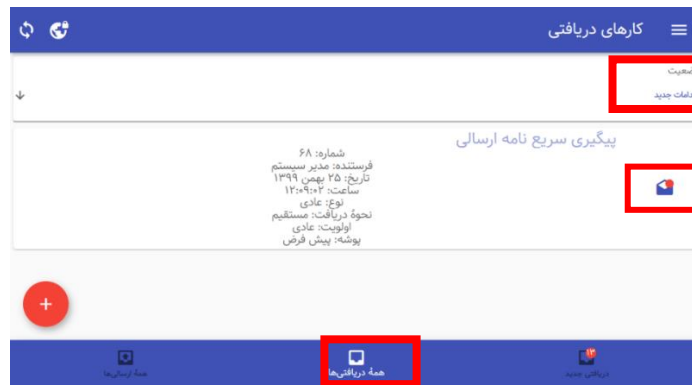 کارهای دریافتی
ضعیت
دامات جدید
پیگیری سریع نامه ارسالی
شماره: ۶۸
فرستنده: مدیر سیستم
تاریخ: ۲۵ بهمن ۱۳۹۹
ساعت: ۱۲:۰۹:۰۲
نوع: عادی
نحوهٔ دریافت: مستقیم
اولویت: عادی
پوشه: پیش فرض
+
۱۳
دریافتی جدید
همهٔ دریافتی‌ها
همهٔ ارسالی‌ها